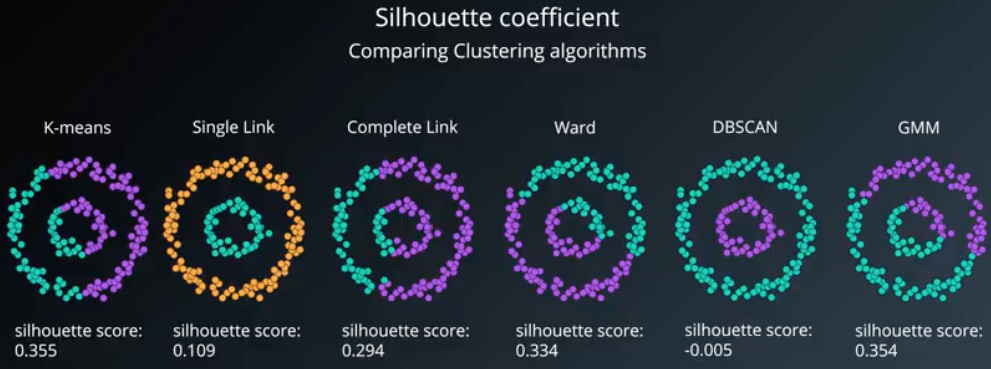 Silhouette coefficient
Comparing Clustering algorithms
K-means
Single Link
Complete Link
Ward
DBSCAN
GMM
silhouette score:
0.355
silhouette score:
0.109
silhouette score:
0.294
silhouette score:
0.334
silhouette score:
-0.005
silhouette score:
0.354